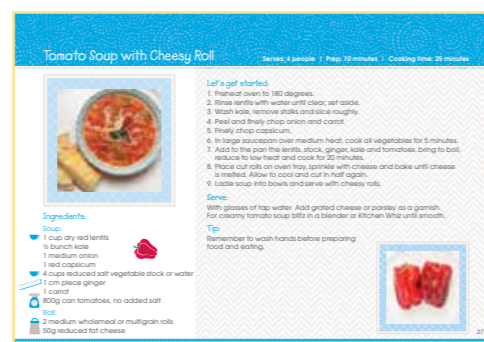 Tomato Soup with Cheesy Roll
Serves: 4 people | Prep: 10 minutes | Cooking time: 25 minutes
Let's get started:
1. Preheat oven to 180 degrees.
2. Rinse lentils with water until clear, set aside.
3. Wash kale, remove stalks and slice roughly.
4. Peel and finely chop onion and carrot.
5. Finely chop capsicum.
6. In large saucepan over medium heat, cook all vegetables for 5 minutes.
7. Add to the pan the lentils, stock, ginger, kale and tomatoes, bring to boil,
reduce to low heat and cook for 20 minutes.
8. Place cut rolls on oven tray, sprinkle with cheese and bake until cheese
is melted. Allow to cool and cut in half again.
9. Ladle soup into bowls and serve with cheesy rolls.
Serve:
With glasses of tap water. Add grated cheese or parsley as a garnish.
For creamy tomato soup blitz in a blender or Kitchen Whiz until smooth.
Tip:
Remember to wash hands before preparing
food and eating.
Ingredients:
Soup:
1 cup dry red lentils
½ bunch kale
1 medium onion
1 red capsicum
4 cups reduced salt vegetable stock or water
1 cm piece ginger
1 carrot
800g can tomatoes, no added salt
Roll:
2 medium wholemeal or multigrain rolls
50g reduced fat cheese
27